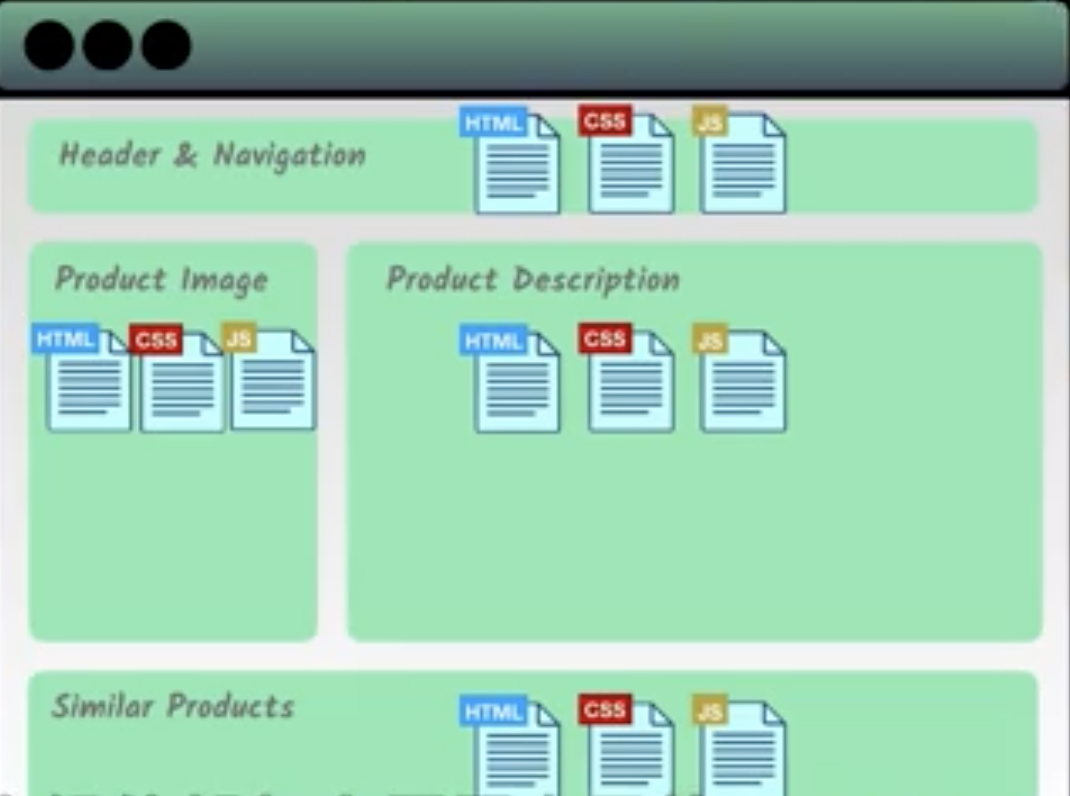 HTML CSS JS
Header & Navigation
Product Image
Product Description
HTML CSS JS
HTML CSS JS
Similar Products
HTML CSS JS